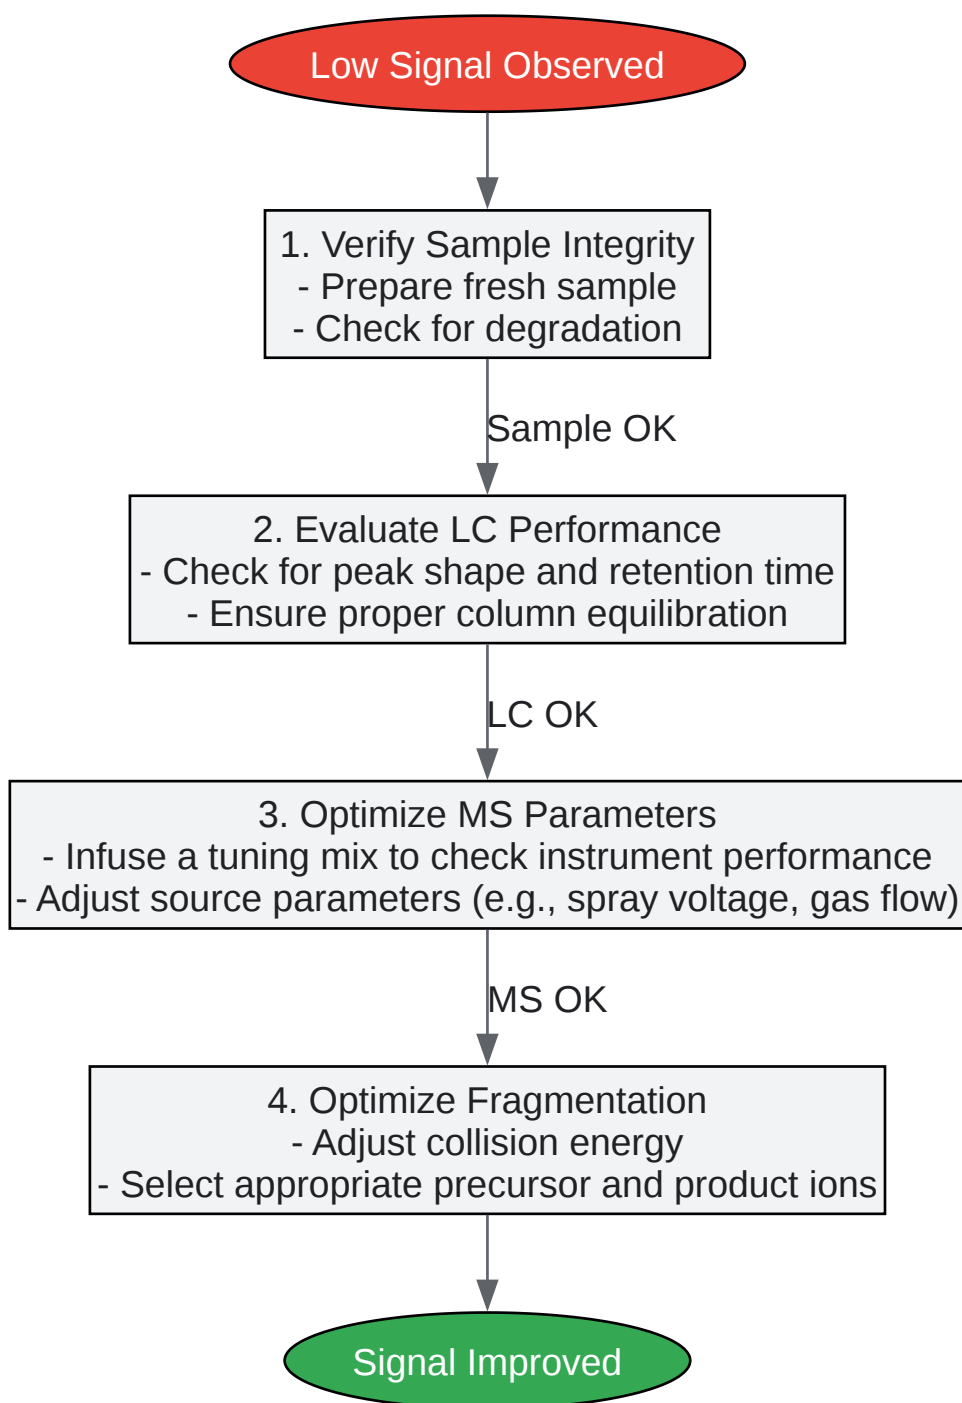 Low Signal Observed
1. Verify Sample Integrity
- Prepare fresh sample
- Check for degradation
Sample OK
2. Evaluate LC Performance
- Check for peak shape and retention time
- Ensure proper column equilibration
LC OK
3. Optimize MS Parameters
- Infuse a tuning mix to check instrument performance
- Adjust source parameters (e.g., spray voltage, gas flow)
MS OK
4. Optimize Fragmentation
- Adjust collision energy
- Select appropriate precursor and product ions
Signal Improved